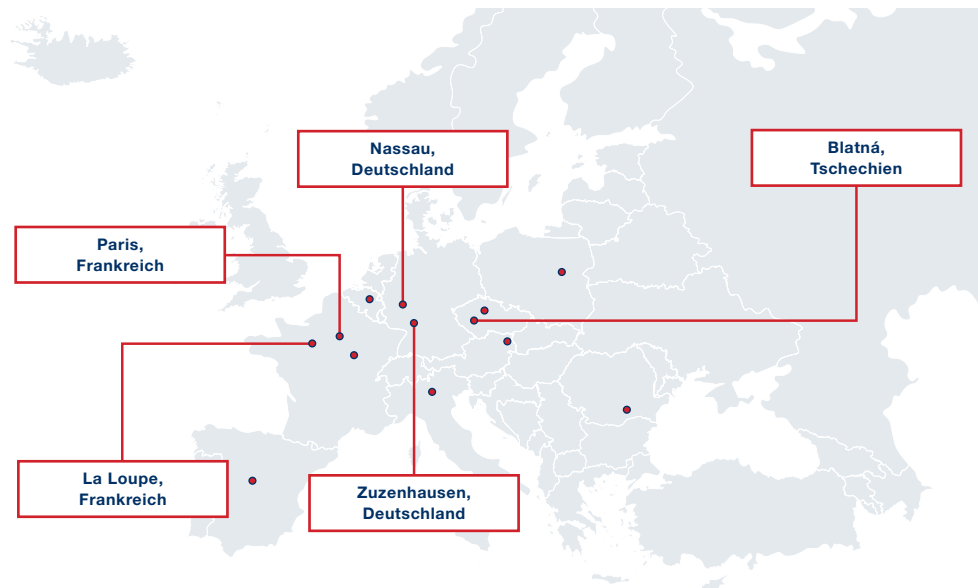 Nassau,
Deutschland
Blatná,
Tschechien
Paris,
Frankreich
La Loupe,
Frankreich
Zuzenhausen,
Deutschland